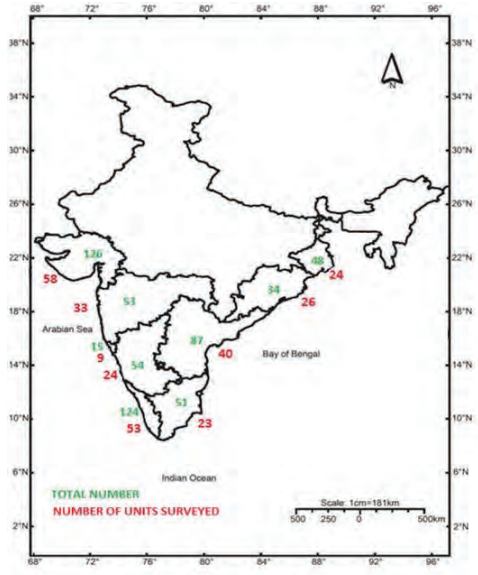 68° 72° 76° 80° 84° 88° 92° 96°
38°N 38°N
34°N 34°N
N
30°N 30°N
26°N 26°N
126
22°N 48 22°N
58 24
53 34
33 26
18°N 18°N
Arabian Sea 87
15 40 Bay of Bengal
9
14°N 54 14°N
24
124 51
10°N 10°N
53 23
6°N 6°N
Indian Ocean
TOTAL NUMBER
NUMBER OF UNITS SURVEYED
Scale: 1cm=181km
500 250 0 500km
2°N 2°N
68° 72° 76° 80° 84° 88° 92° 96°